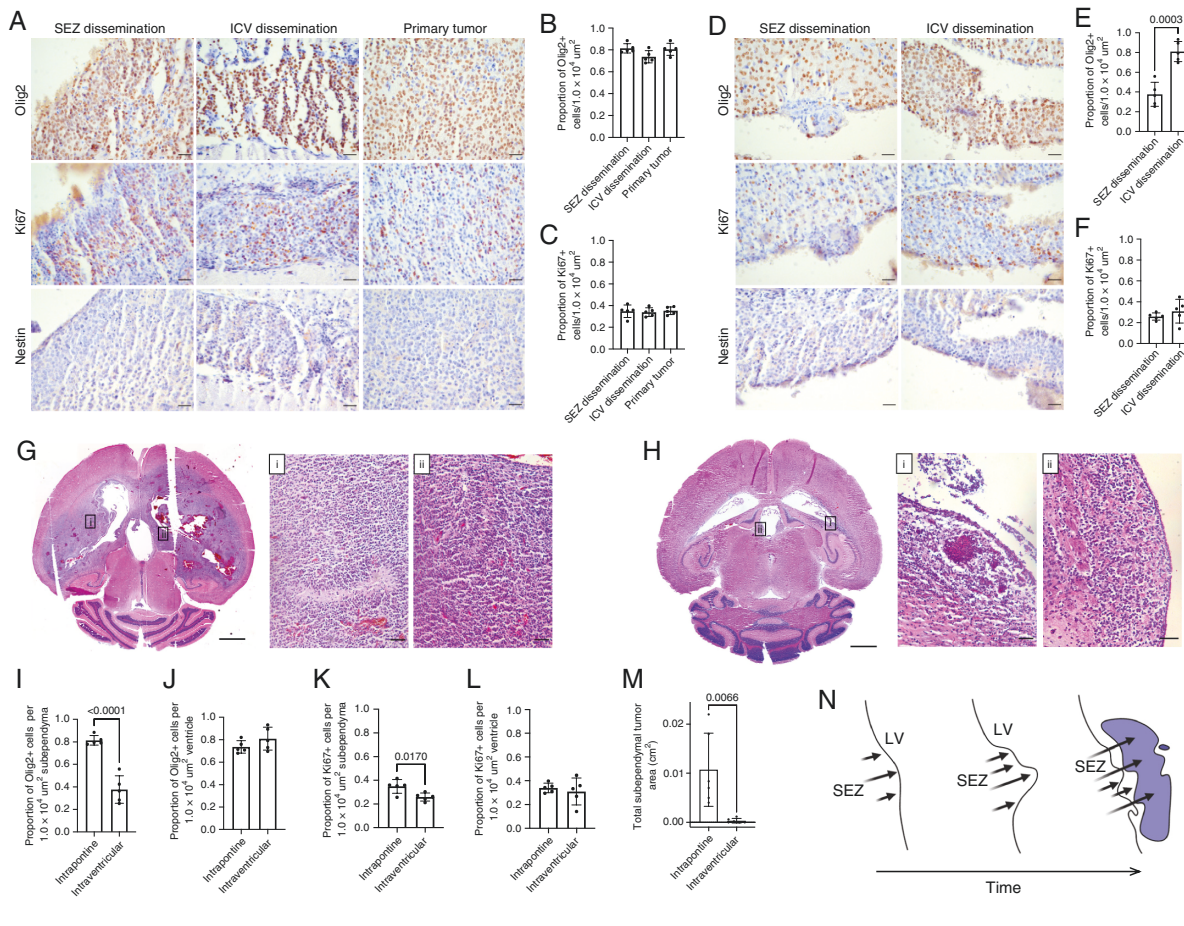 A
SEZ dissemination
ICV dissemination
Primary tumor
Olig2
Ki67
Nestin
B
Proportion of Olig2+
cells/1.0 × 10⁴ um²
1.0
0.8
0.6
0.4
0.2
0.0
SEZ dissemination
ICV dissemination
Primary tumor
C
Proportion of Ki67+
cells/1.0 × 10⁴ um²
1.0
0.8
0.6
0.4
0.2
0.0
SEZ dissemination
ICV dissemination
Primary tumor
D
SEZ dissemination
ICV dissemination
Olig2
Ki67
Nestin
E
0.0003
Proportion of Olig2+
cells/1.0 × 10⁴ um²
1.0
0.8
0.6
0.4
0.2
0.0
SEZ dissemination
ICV dissemination
F
Proportion of Ki67+
cells/1.0 × 10⁴ um²
1.0
0.8
0.6
0.4
0.2
0.0
SEZ dissemination
ICV dissemination
G
i
ii
i
ii
H
ii
i
i
ii
I
<0.0001
Proportion of Olig2+ cells per
1.0 × 10⁴ um² subependyma
1.0
0.8
0.6
0.4
0.2
0.0
Intrapontine
Intraventricular
J
Proportion of Olig2+ cells per
1.0 × 10⁴ um² ventricle
1.0
0.8
0.6
0.4
0.2
0.0
Intrapontine
Intraventricular
K
0.0170
Proportion of Ki67+ cells per
1.0 × 10⁴ um² subependyma
1.0
0.8
0.6
0.4
0.2
0.0
Intrapontine
Intraventricular
L
Proportion of Ki67+ cells per
1.0 × 10⁴ um² ventricle
1.0
0.8
0.6
0.4
0.2
0.0
Intrapontine
Intraventricular
M
0.0066
Total subependymal tumor
area (cm²)
0.02
0.01
0.00
Intrapontine
Intraventricular
N
LV
SEZ
LV
SEZ
SEZ
Time